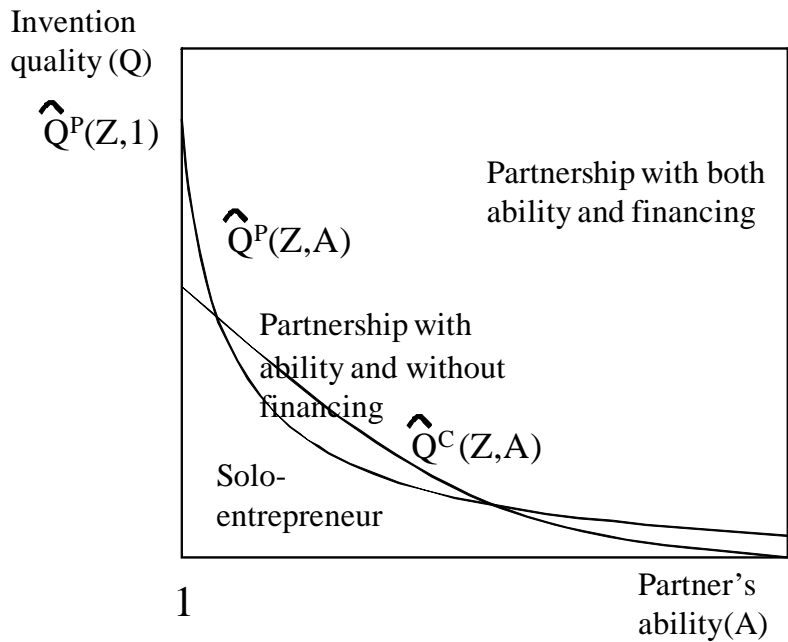 Invention
quality (Q)
Q̂ᴾ(Z,1)
Partnership with both
ability and financing
Q̂ᴾ(Z,A)
Partnership with
ability and without
financing
Q̂ᶜ(Z,A)
Solo-
entrepreneur
1
Partner's
ability(A)